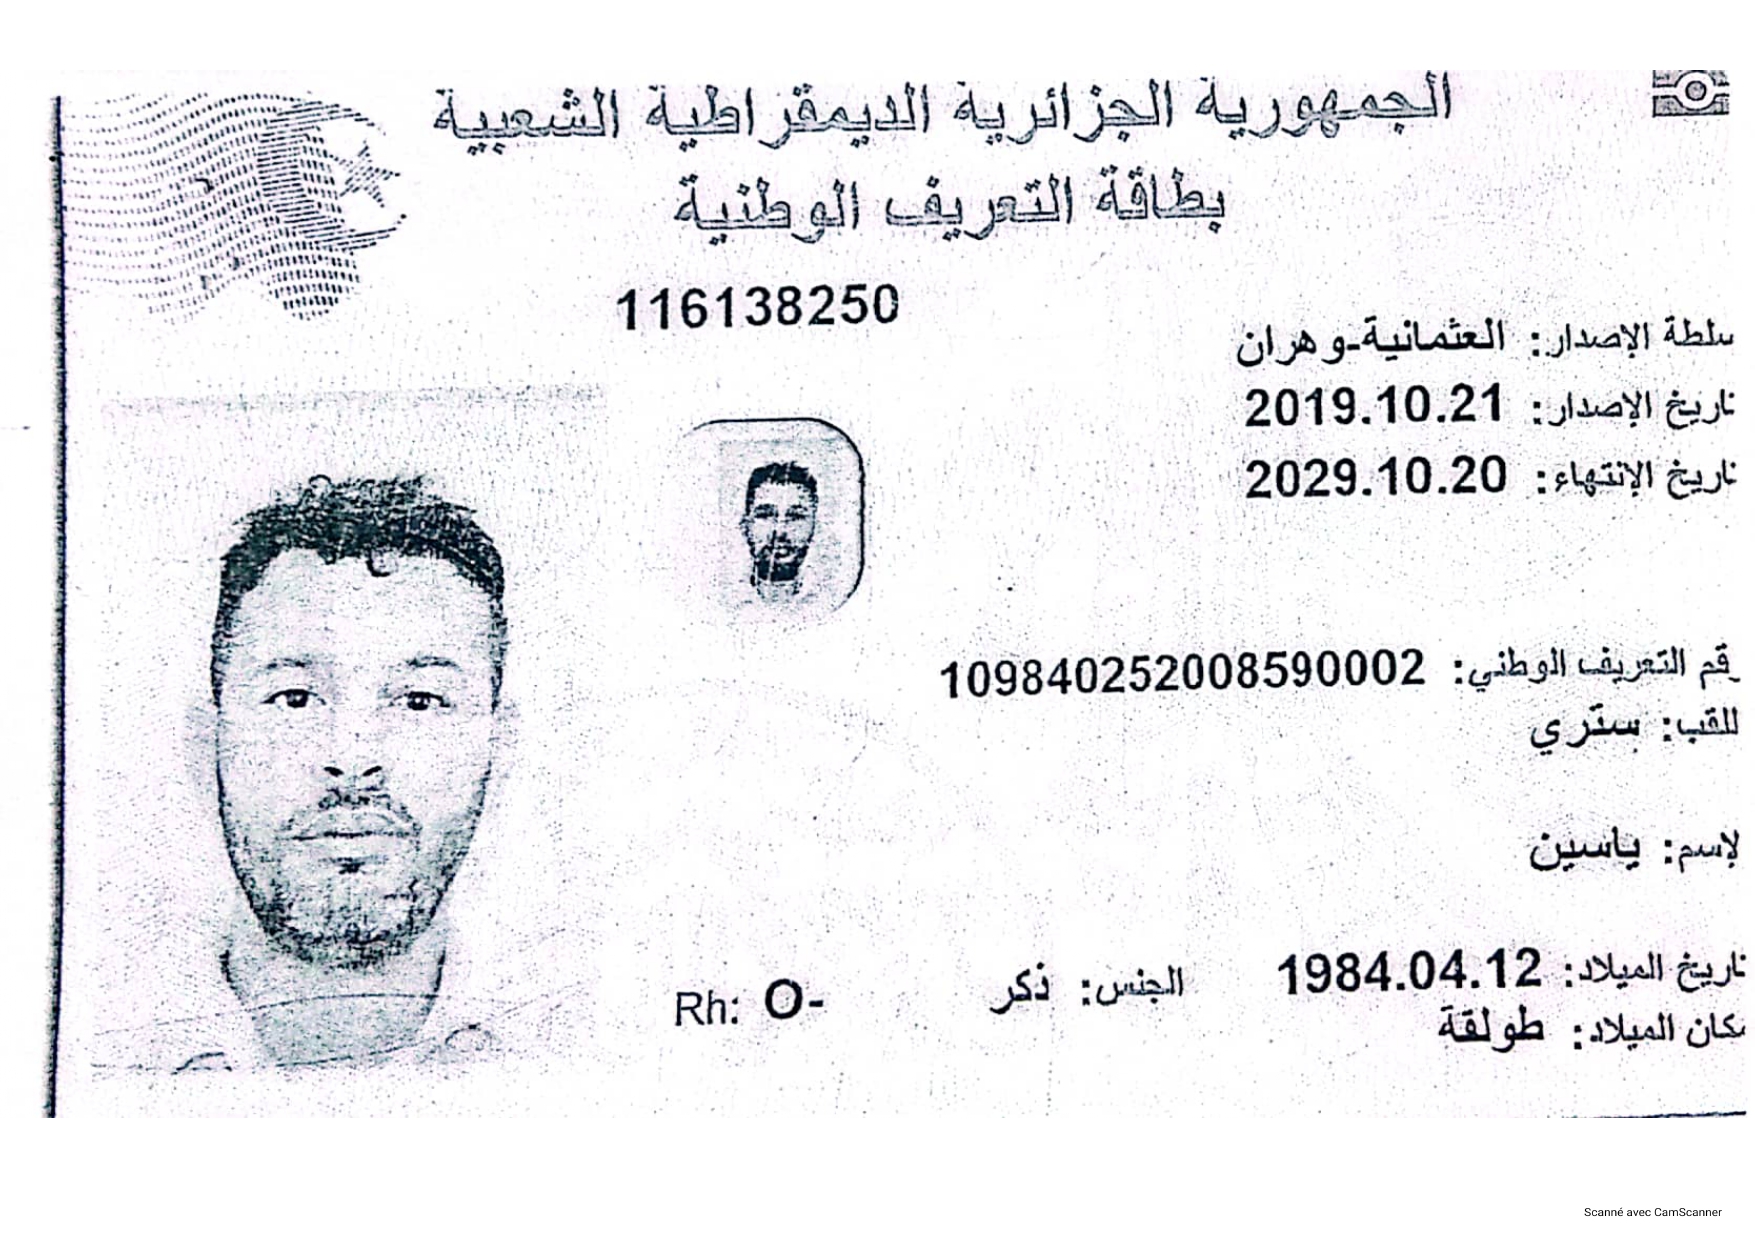 الجمهورية الجزائرية الديمقراطية الشعبية
بطاقة التعريف الوطنية
116138250
سلطة الإصدار: العثمانية-وهران
تاريخ الإصدار: 2019.10.21
تاريخ الإنتهاء: 2029.10.20
رقم التعريف الوطني: 109840252008590002
اللقب: ستري
الإسم: ياسين
تاريخ الميلاد: 1984.04.12 الجنس: ذكر Rh: O-
مكان الميلاد: طولقة
Scanné avec CamScanner